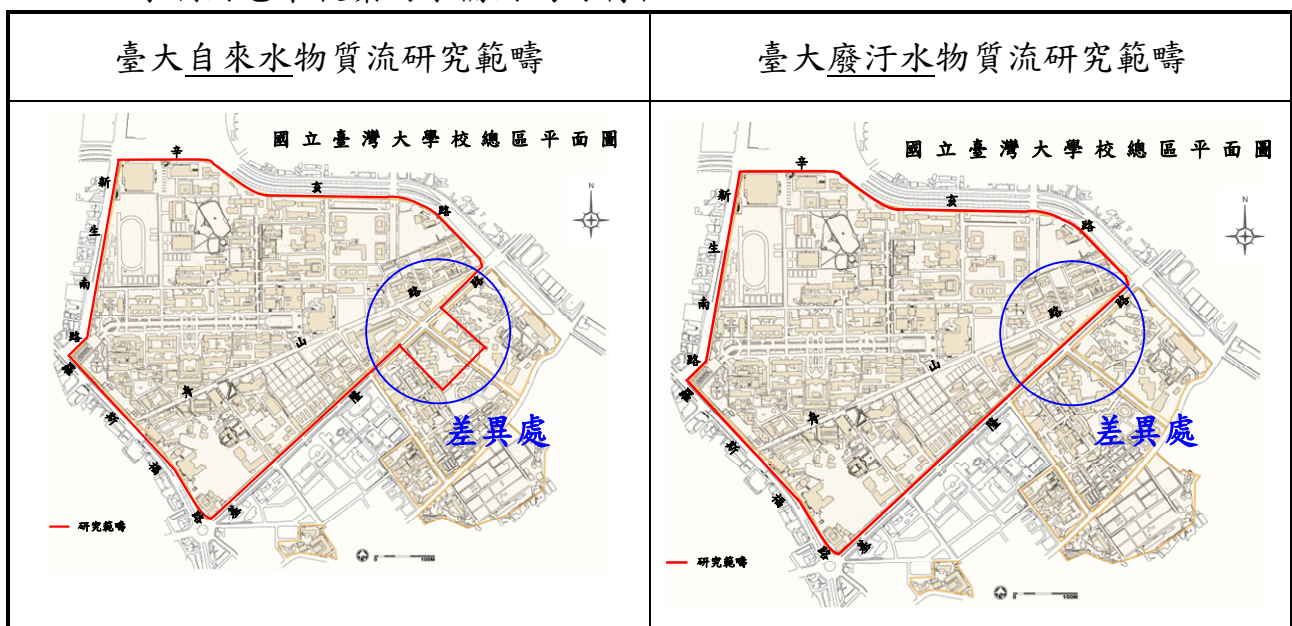 臺大自來水物質流研究範疇
臺大廢汙水物質流研究範疇
國立臺灣大學校總區平面圖
辛
亥
路
新
生
南
路
羅
斯
福
路
基
隆
路
舟
山
路
N
差異處
研究範疇
0 100M
國立臺灣大學校總區平面圖
辛
亥
路
新
生
南
路
羅
斯
福
路
基
隆
路
舟
山
路
N
差異處
研究範疇
0 100M